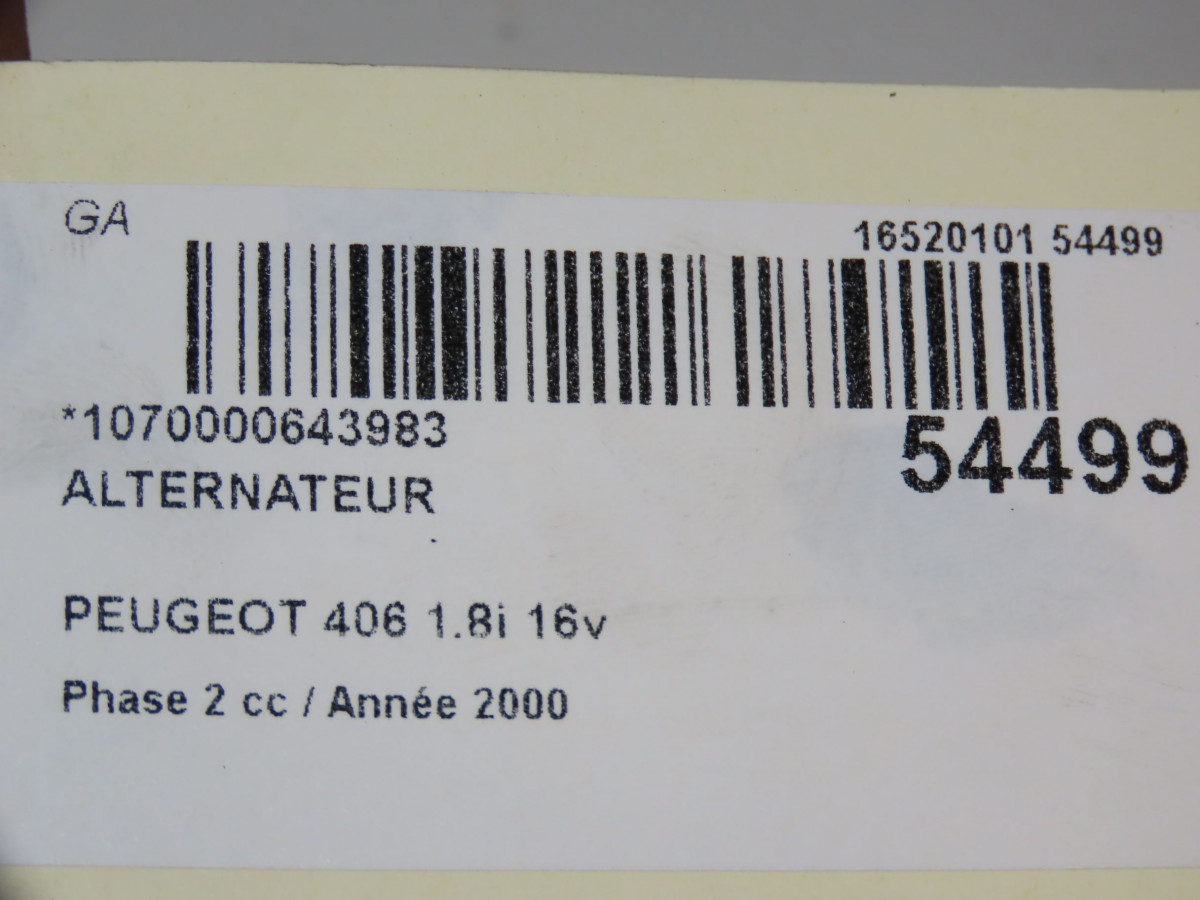 GA
16520101 54499
*1070000643983
54499
ALTERNATEUR
PEUGEOT 406 1.8i 16v
Phase 2 cc / Année 2000